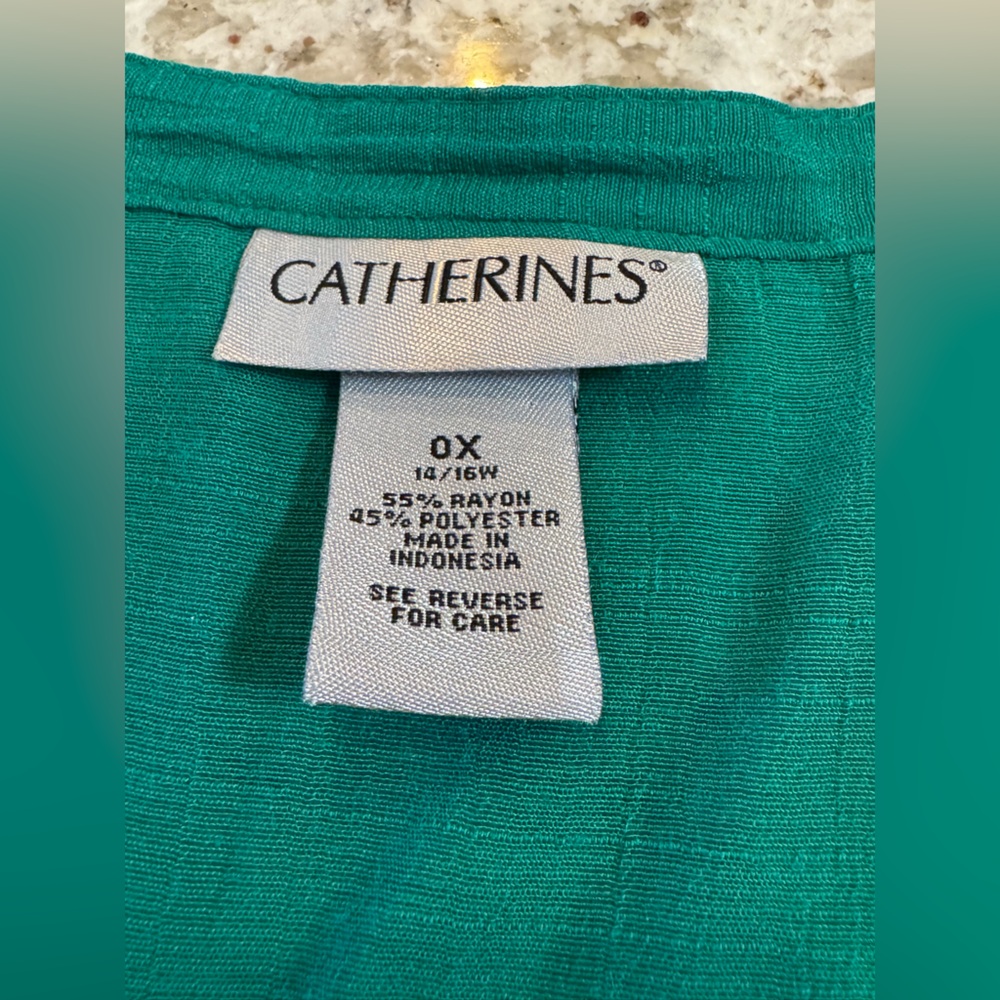 CATHERINES®
0X
14/16W
55% RAYON
45% POLYESTER
MADE IN
INDONESIA
SEE REVERSE
FOR CARE